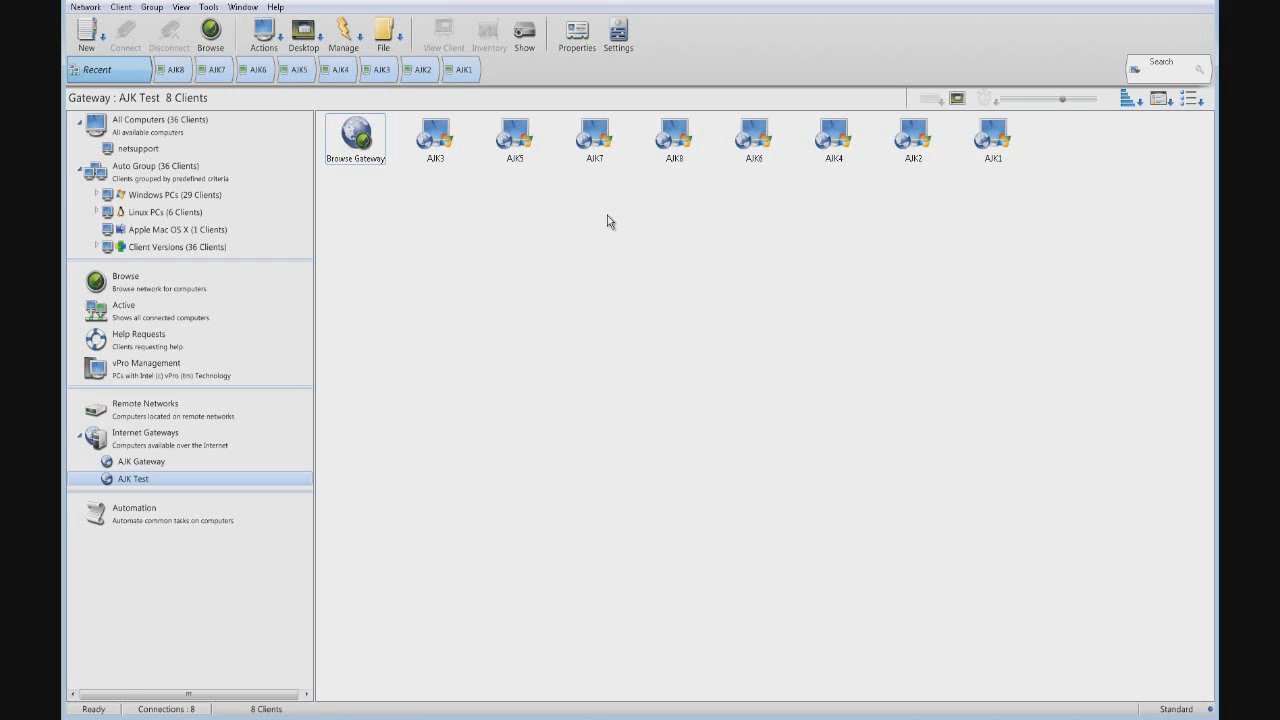 Network Client Group View Tools Window Help
New Connect Disconnect Browse Actions Desktop Manage File View Client Inventory Show Properties Settings
Recent AJK8 AJK7 AJK6 AJK5 AJK4 AJK3 AJK2 AJK1 Search
Gateway : AJK Test 8 Clients
All Computers (36 Clients)
All available computers
netsupport
Auto Group (36 Clients)
Clients grouped by predefined criteria
Windows PCs (29 Clients)
Linux PCs (6 Clients)
Apple Mac OS X (1 Clients)
Client Versions (36 Clients)
Browse
Browse network for computers
Active
Shows all connected computers
Help Requests
Clients requesting help
vPro Management
PCs with Intel (c) vPro (tm) Technology
Remote Networks
Computers located on remote networks
Internet Gateways
Computers available over the Internet
AJK Gateway
AJK Test
Automation
Automate common tasks on computers
Browse Gateway AJK3 AJK5 AJK7 AJK8 AJK6 AJK4 AJK2 AJK1
Ready Connections : 8 8 Clients Standard